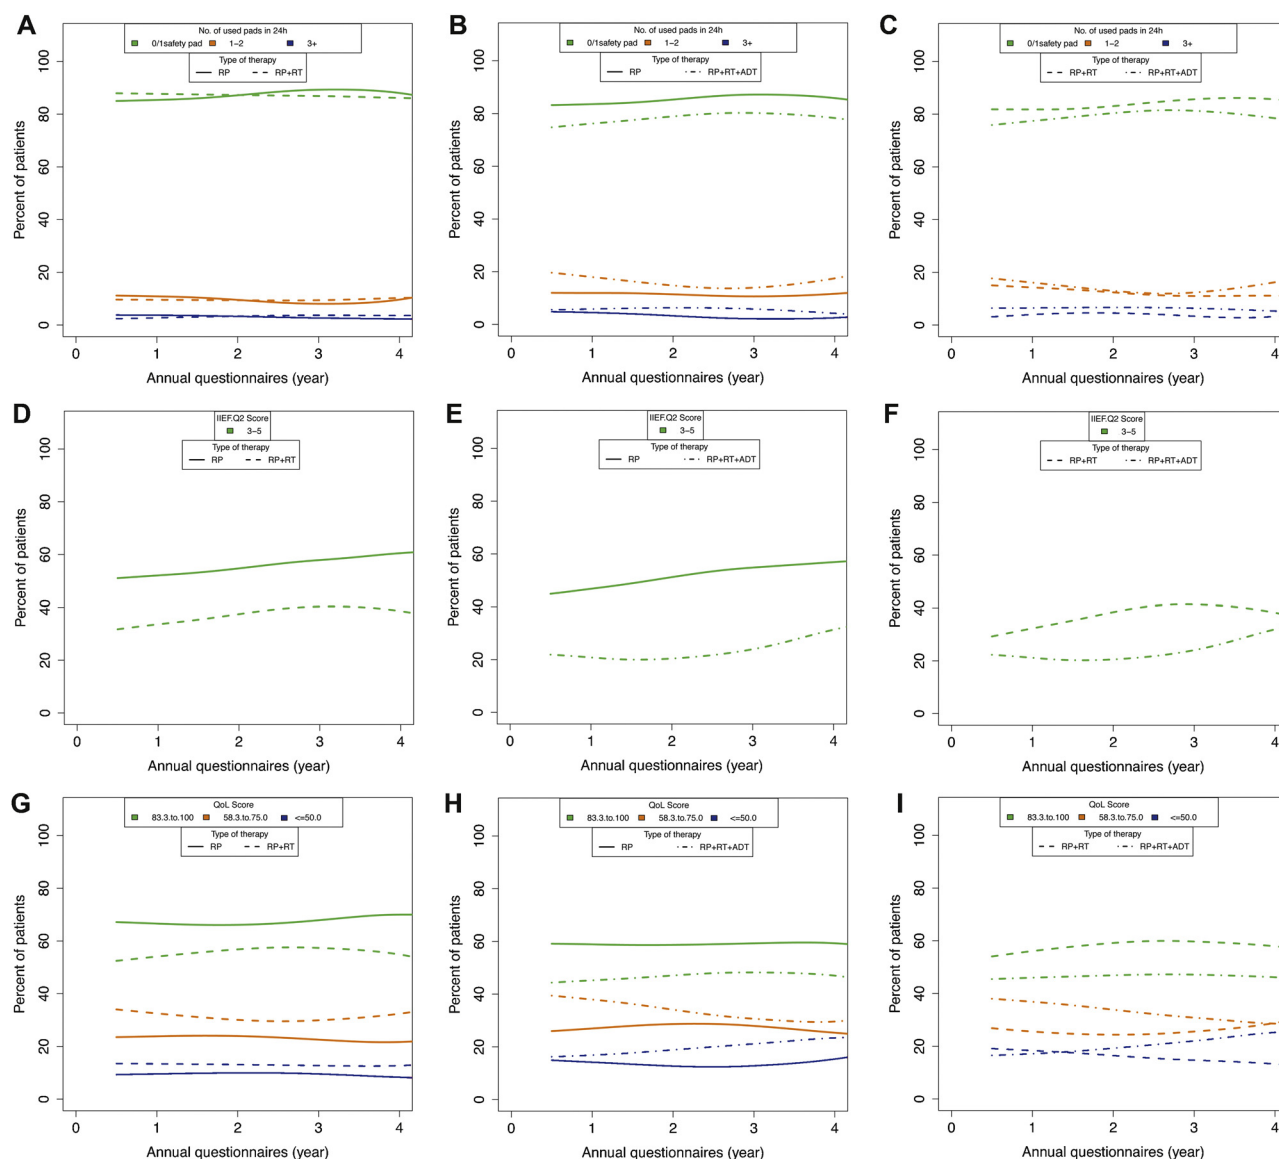 A
No. of used pads in 24h
0/1safety pad 1–2 3+
Type of therapy
RP RP+RT
Percent of patients
0 20 40 60 80 100
0 1 2 3 4
Annual questionnaires (year)
B
No. of used pads in 24h
0/1safety pad 1–2 3+
Type of therapy
RP RP+RT+ADT
Percent of patients
0 20 40 60 80 100
0 1 2 3 4
Annual questionnaires (year)
C
No. of used pads in 24h
0/1safety pad 1–2 3+
Type of therapy
RP+RT RP+RT+ADT
Percent of patients
0 20 40 60 80 100
0 1 2 3 4
Annual questionnaires (year)
D
IIEF.Q2 Score
3–5
Type of therapy
RP RP+RT
Percent of patients
0 20 40 60 80 100
0 1 2 3 4
Annual questionnaires (year)
E
IIEF.Q2 Score
3–5
Type of therapy
RP RP+RT+ADT
Percent of patients
0 20 40 60 80 100
0 1 2 3 4
Annual questionnaires (year)
F
IIEF.Q2 Score
3–5
Type of therapy
RP+RT RP+RT+ADT
Percent of patients
0 20 40 60 80 100
0 1 2 3 4
Annual questionnaires (year)
G
QoL Score
83.3.to.100 58.3.to.75.0 <=50.0
Type of therapy
RP RP+RT
Percent of patients
0 20 40 60 80 100
0 1 2 3 4
Annual questionnaires (year)
H
QoL Score
83.3.to.100 58.3.to.75.0 <=50.0
Type of therapy
RP RP+RT+ADT
Percent of patients
0 20 40 60 80 100
0 1 2 3 4
Annual questionnaires (year)
I
QoL Score
83.3.to.100 58.3.to.75.0 <=50.0
Type of therapy
RP+RT RP+RT+ADT
Percent of patients
0 20 40 60 80 100
0 1 2 3 4
Annual questionnaires (year)